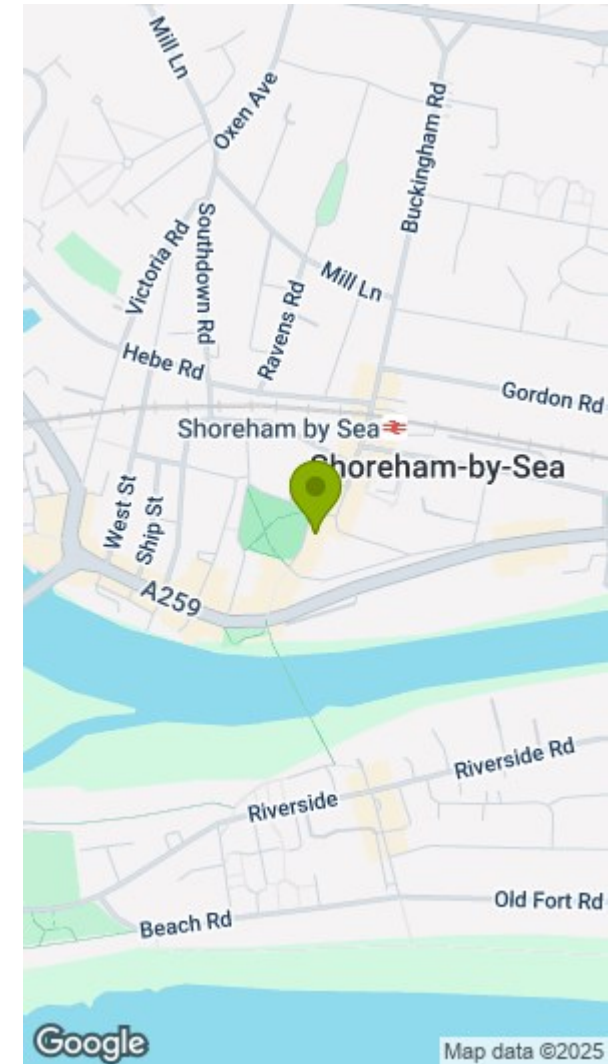 Mill Ln
Oxen Ave
Buckingham Rd
Victoria Rd
Southdown Rd
Ravens Rd
Mill Ln
Hebe Rd
Gordon Rd
Shoreham by Sea
Shoreham-by-Sea
West St
Ship St
A259
Riverside Rd
Riverside
Old Fort Rd
Beach Rd
Google
Map data ©2025